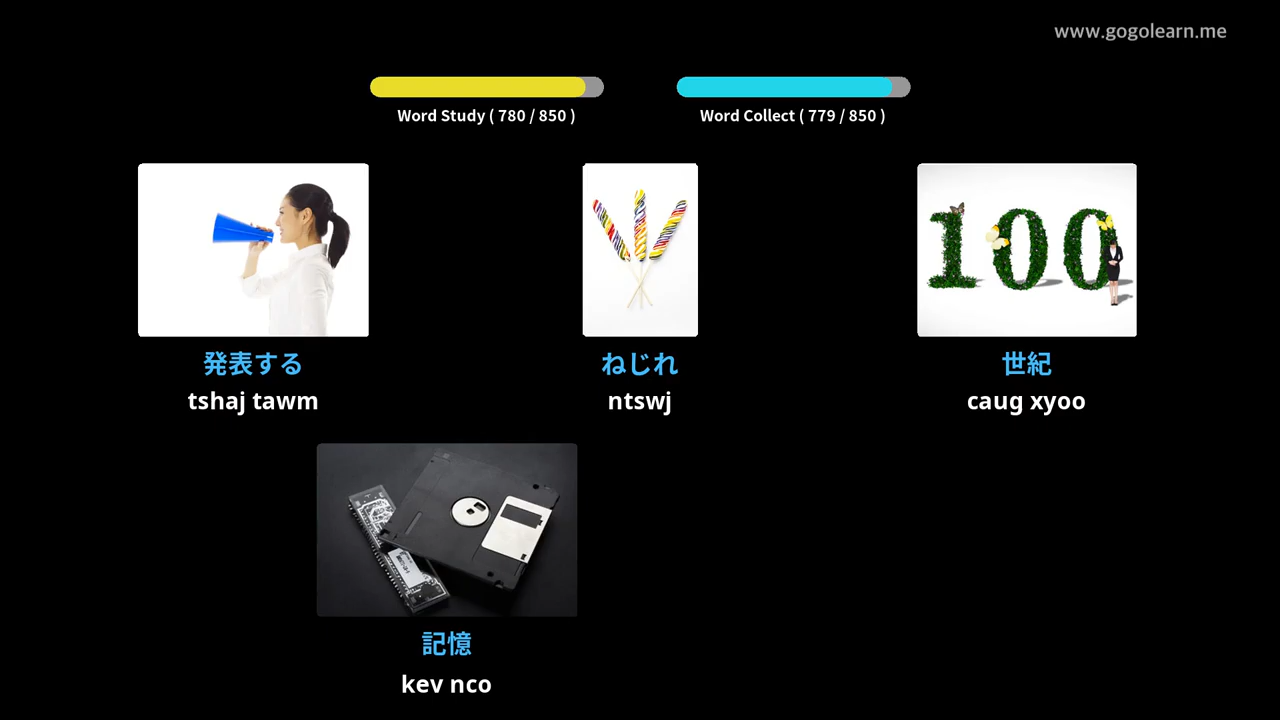 www.gogolearn.me
Word Study ( 780 / 850 )
Word Collect ( 779 / 850 )
100
発表する
tshaj tawm
ねじれ
ntswj
世紀
caug xyoo
記憶
kev nco